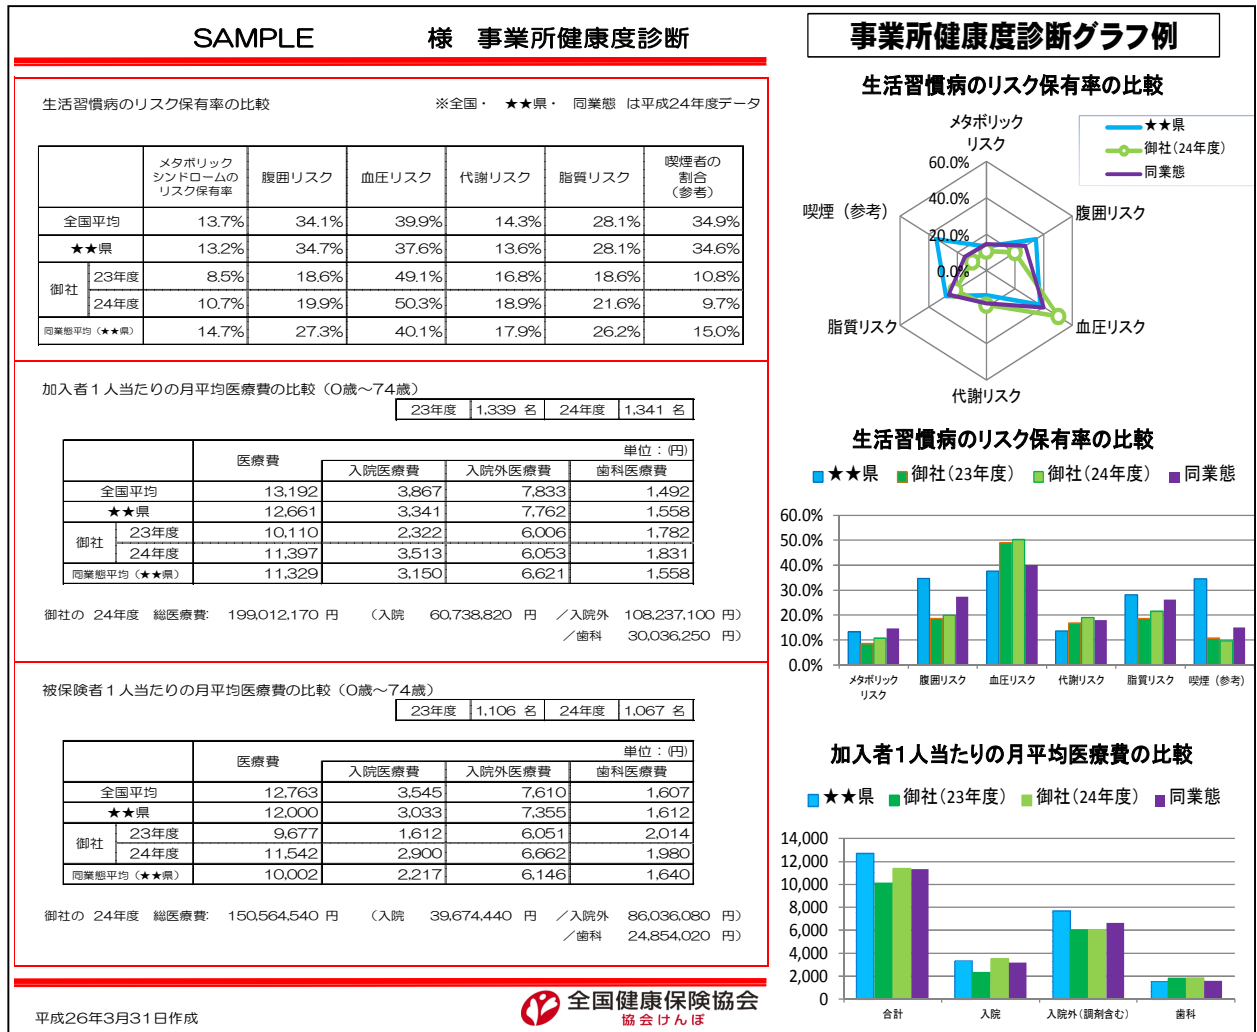 SAMPLE 様 事業所健康度診断
生活習慣病のリスク保有率の比較 ※全国・ ★★県・ 同業態 は平成24年度データ
メタボリックシンドロームのリスク保有率 腹囲リスク 血圧リスク 代謝リスク 脂質リスク 喫煙者の割合（参考）
全国平均 13.7% 34.1% 39.9% 14.3% 28.1% 34.9%
★★県 13.2% 34.7% 37.6% 13.6% 28.1% 34.6%
御社 23年度 8.5% 18.6% 49.1% 16.8% 18.6% 10.8%
24年度 10.7% 19.9% 50.3% 18.9% 21.6% 9.7%
同業態平均（★★県） 14.7% 27.3% 40.1% 17.9% 26.2% 15.0%
加入者１人当たりの月平均医療費の比較（０歳～74歳）
23年度 1,339 名 24年度 1,341 名
単位：(円)
医療費 入院医療費 入院外医療費 歯科医療費
全国平均 13,192 3,867 7,833 1,492
★★県 12,661 3,341 7,762 1,558
御社 23年度 10,110 2,322 6,006 1,782
24年度 11,397 3,513 6,053 1,831
同業態平均（★★県） 11,329 3,150 6,621 1,558
御社の 24年度 総医療費: 199,012,170 円 （入院 60,738,820 円 ／入院外 108,237,100 円）
／歯科 30,036,250 円）
被保険者１人当たりの月平均医療費の比較（０歳～74歳）
23年度 1,106 名 24年度 1,067 名
単位：(円)
医療費 入院医療費 入院外医療費 歯科医療費
全国平均 12,763 3,545 7,610 1,607
★★県 12,000 3,033 7,355 1,612
御社 23年度 9,677 1,612 6,051 2,014
24年度 11,542 2,900 6,662 1,980
同業態平均（★★県） 10,002 2,217 6,146 1,640
御社の 24年度 総医療費: 150,564,540 円 （入院 39,674,440 円 ／入院外 86,036,080 円）
／歯科 24,854,020 円）
平成26年3月31日作成
全国健康保険協会
協会けんぽ
事業所健康度診断グラフ例
生活習慣病のリスク保有率の比較
★★県
御社(24年度)
同業態
メタボリック
リスク
腹囲リスク
血圧リスク
代謝リスク
脂質リスク
喫煙（参考）
60.0%
40.0%
20.0%
0.0%
生活習慣病のリスク保有率の比較
★★県 御社(23年度) 御社(24年度) 同業態
60.0%
50.0%
40.0%
30.0%
20.0%
10.0%
0.0%
メタボリック
リスク
腹囲リスク 血圧リスク 代謝リスク 脂質リスク 喫煙（参考）
加入者１人当たりの月平均医療費の比較
★★県 御社(23年度) 御社(24年度) 同業態
14,000
12,000
10,000
8,000
6,000
4,000
2,000
0
合計 入院 入院外(調剤含む) 歯科